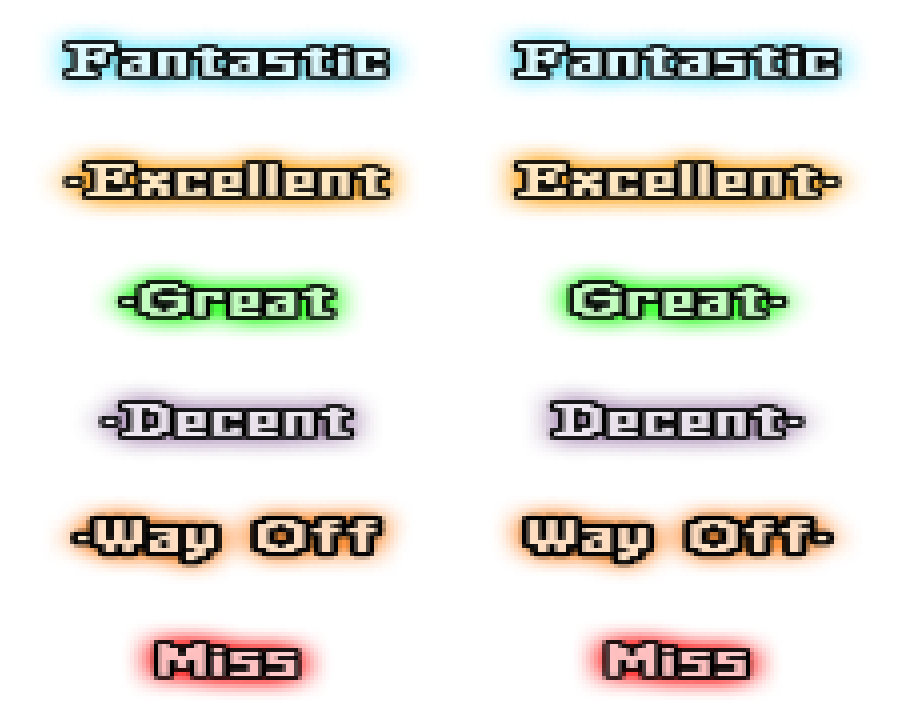 Fantastic Fantastic
-Excellent Excellent-
-Great Great-
-Decent Decent-
-Way Off Way Off-
Miss Miss